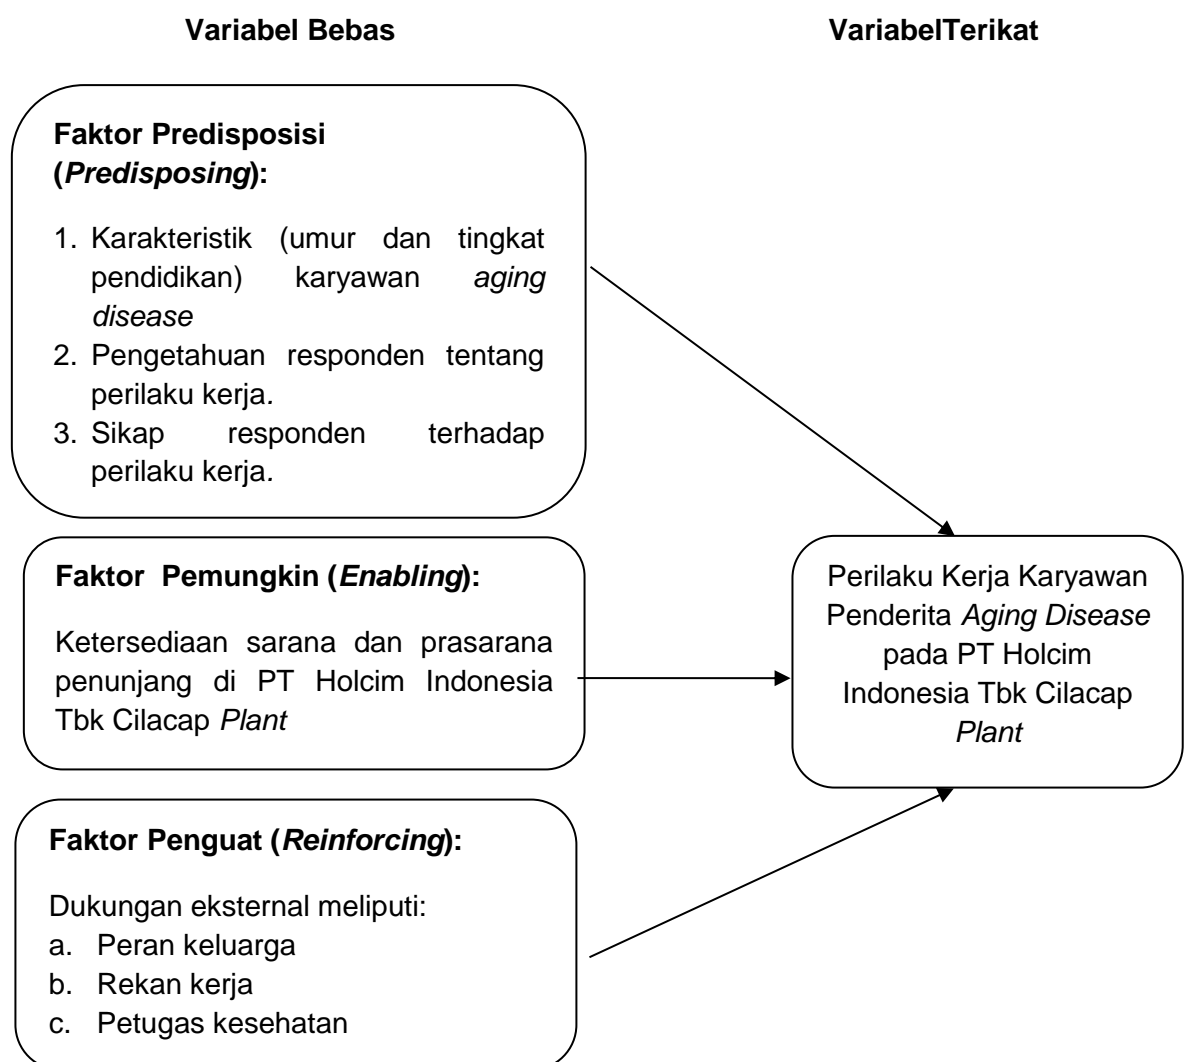 Variabel Bebas
VariabelTerikat
Faktor Predisposisi
(Predisposing):
1. Karakteristik (umur dan tingkat
pendidikan) karyawan aging
disease
2. Pengetahuan responden tentang
perilaku kerja.
3. Sikap responden terhadap
perilaku kerja.
Faktor Pemungkin (Enabling):
Ketersediaan sarana dan prasarana
penunjang di PT Holcim Indonesia
Tbk Cilacap Plant
Faktor Penguat (Reinforcing):
Dukungan eksternal meliputi:
a. Peran keluarga
b. Rekan kerja
c. Petugas kesehatan
Perilaku Kerja Karyawan
Penderita Aging Disease
pada PT Holcim
Indonesia Tbk Cilacap
Plant